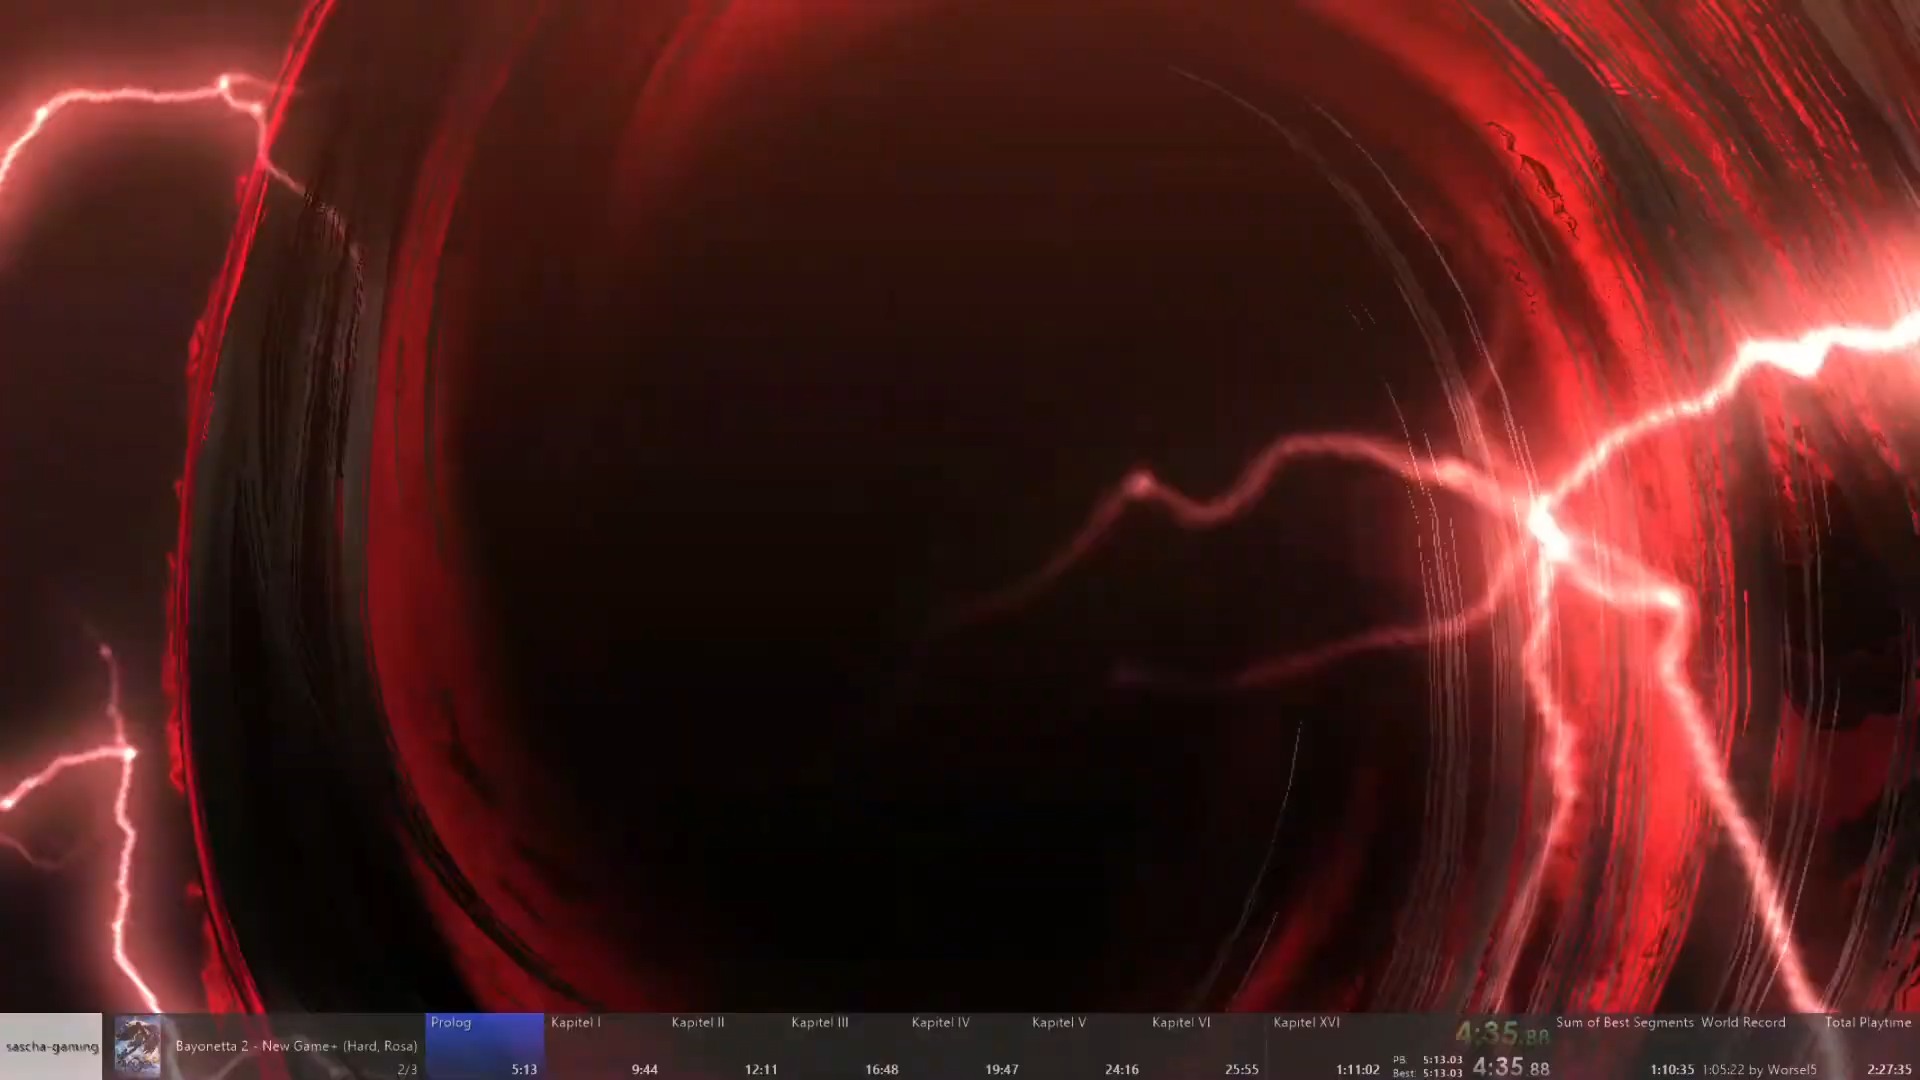 sascha-gaming
Bayonetta 2 - New Game+ (Hard, Rosa)
2/3
Prolog
5:13
Kapitel I
9:44
Kapitel II
12:11
Kapitel III
16:48
Kapitel IV
19:47
Kapitel V
24:16
Kapitel VI
25:55
Kapitel XVI
1:11:02
4:35.88
PB: 5:13.03
Best: 5:13.03
4:35.88
Sum of Best Segments
1:10:35
World Record
1:05:22 by Worsel5
Total Playtime
2:27:35